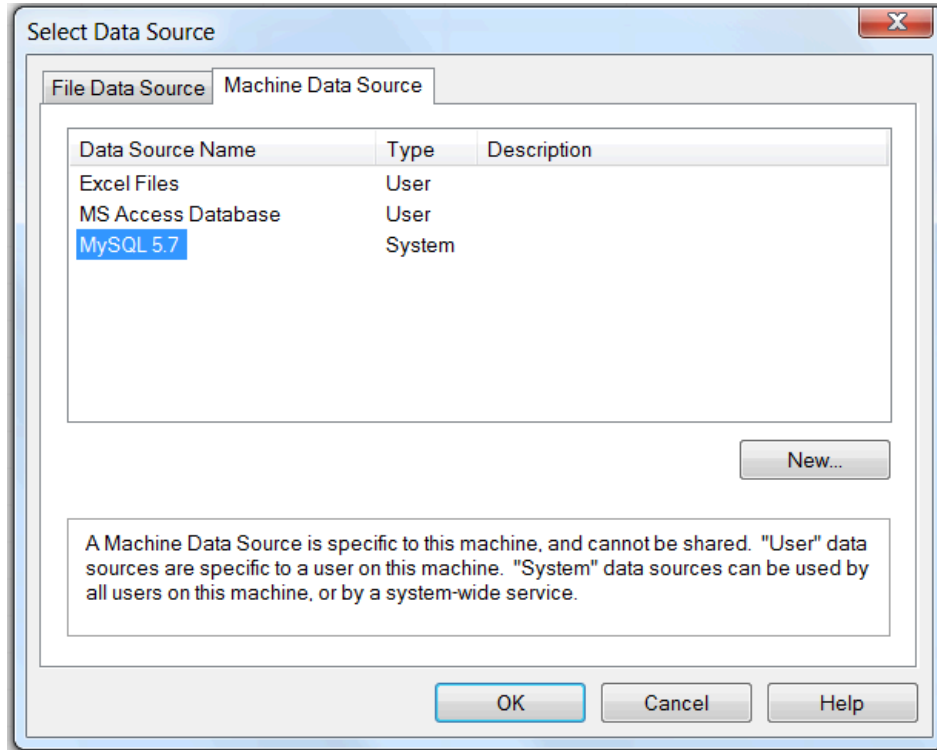 Select Data Source
File Data Source Machine Data Source
Data Source Name Type Description
Excel Files User
MS Access Database User
MySQL 5.7 System
New...
A Machine Data Source is specific to this machine, and cannot be shared. "User" data
sources are specific to a user on this machine. "System" data sources can be used by
all users on this machine, or by a system-wide service.
OK Cancel Help